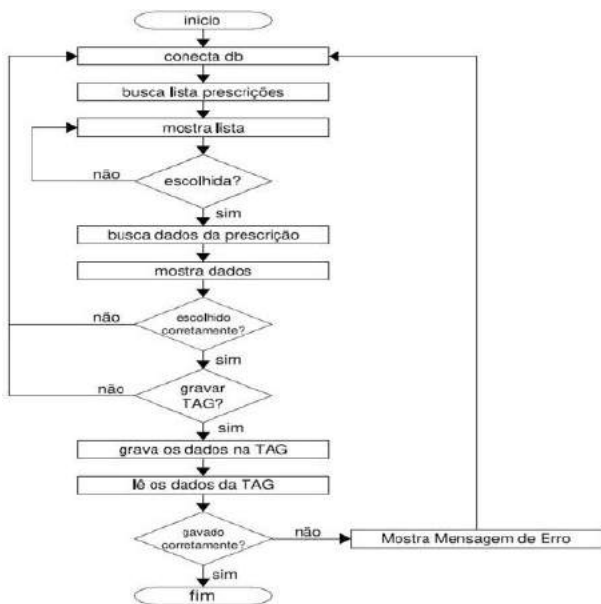 inicio
conecta db
busca lista prescrições
mostra lista
não
escolhida?
sim
busca dados da prescrição
mostra dados
não
escolhido
corretamente?
sim
não
gravar
TAG?
sim
grava os dados na TAG
lê os dados da TAG
gavado
corretamente?
não
Mostra Mensagem de Erro
sim
fim